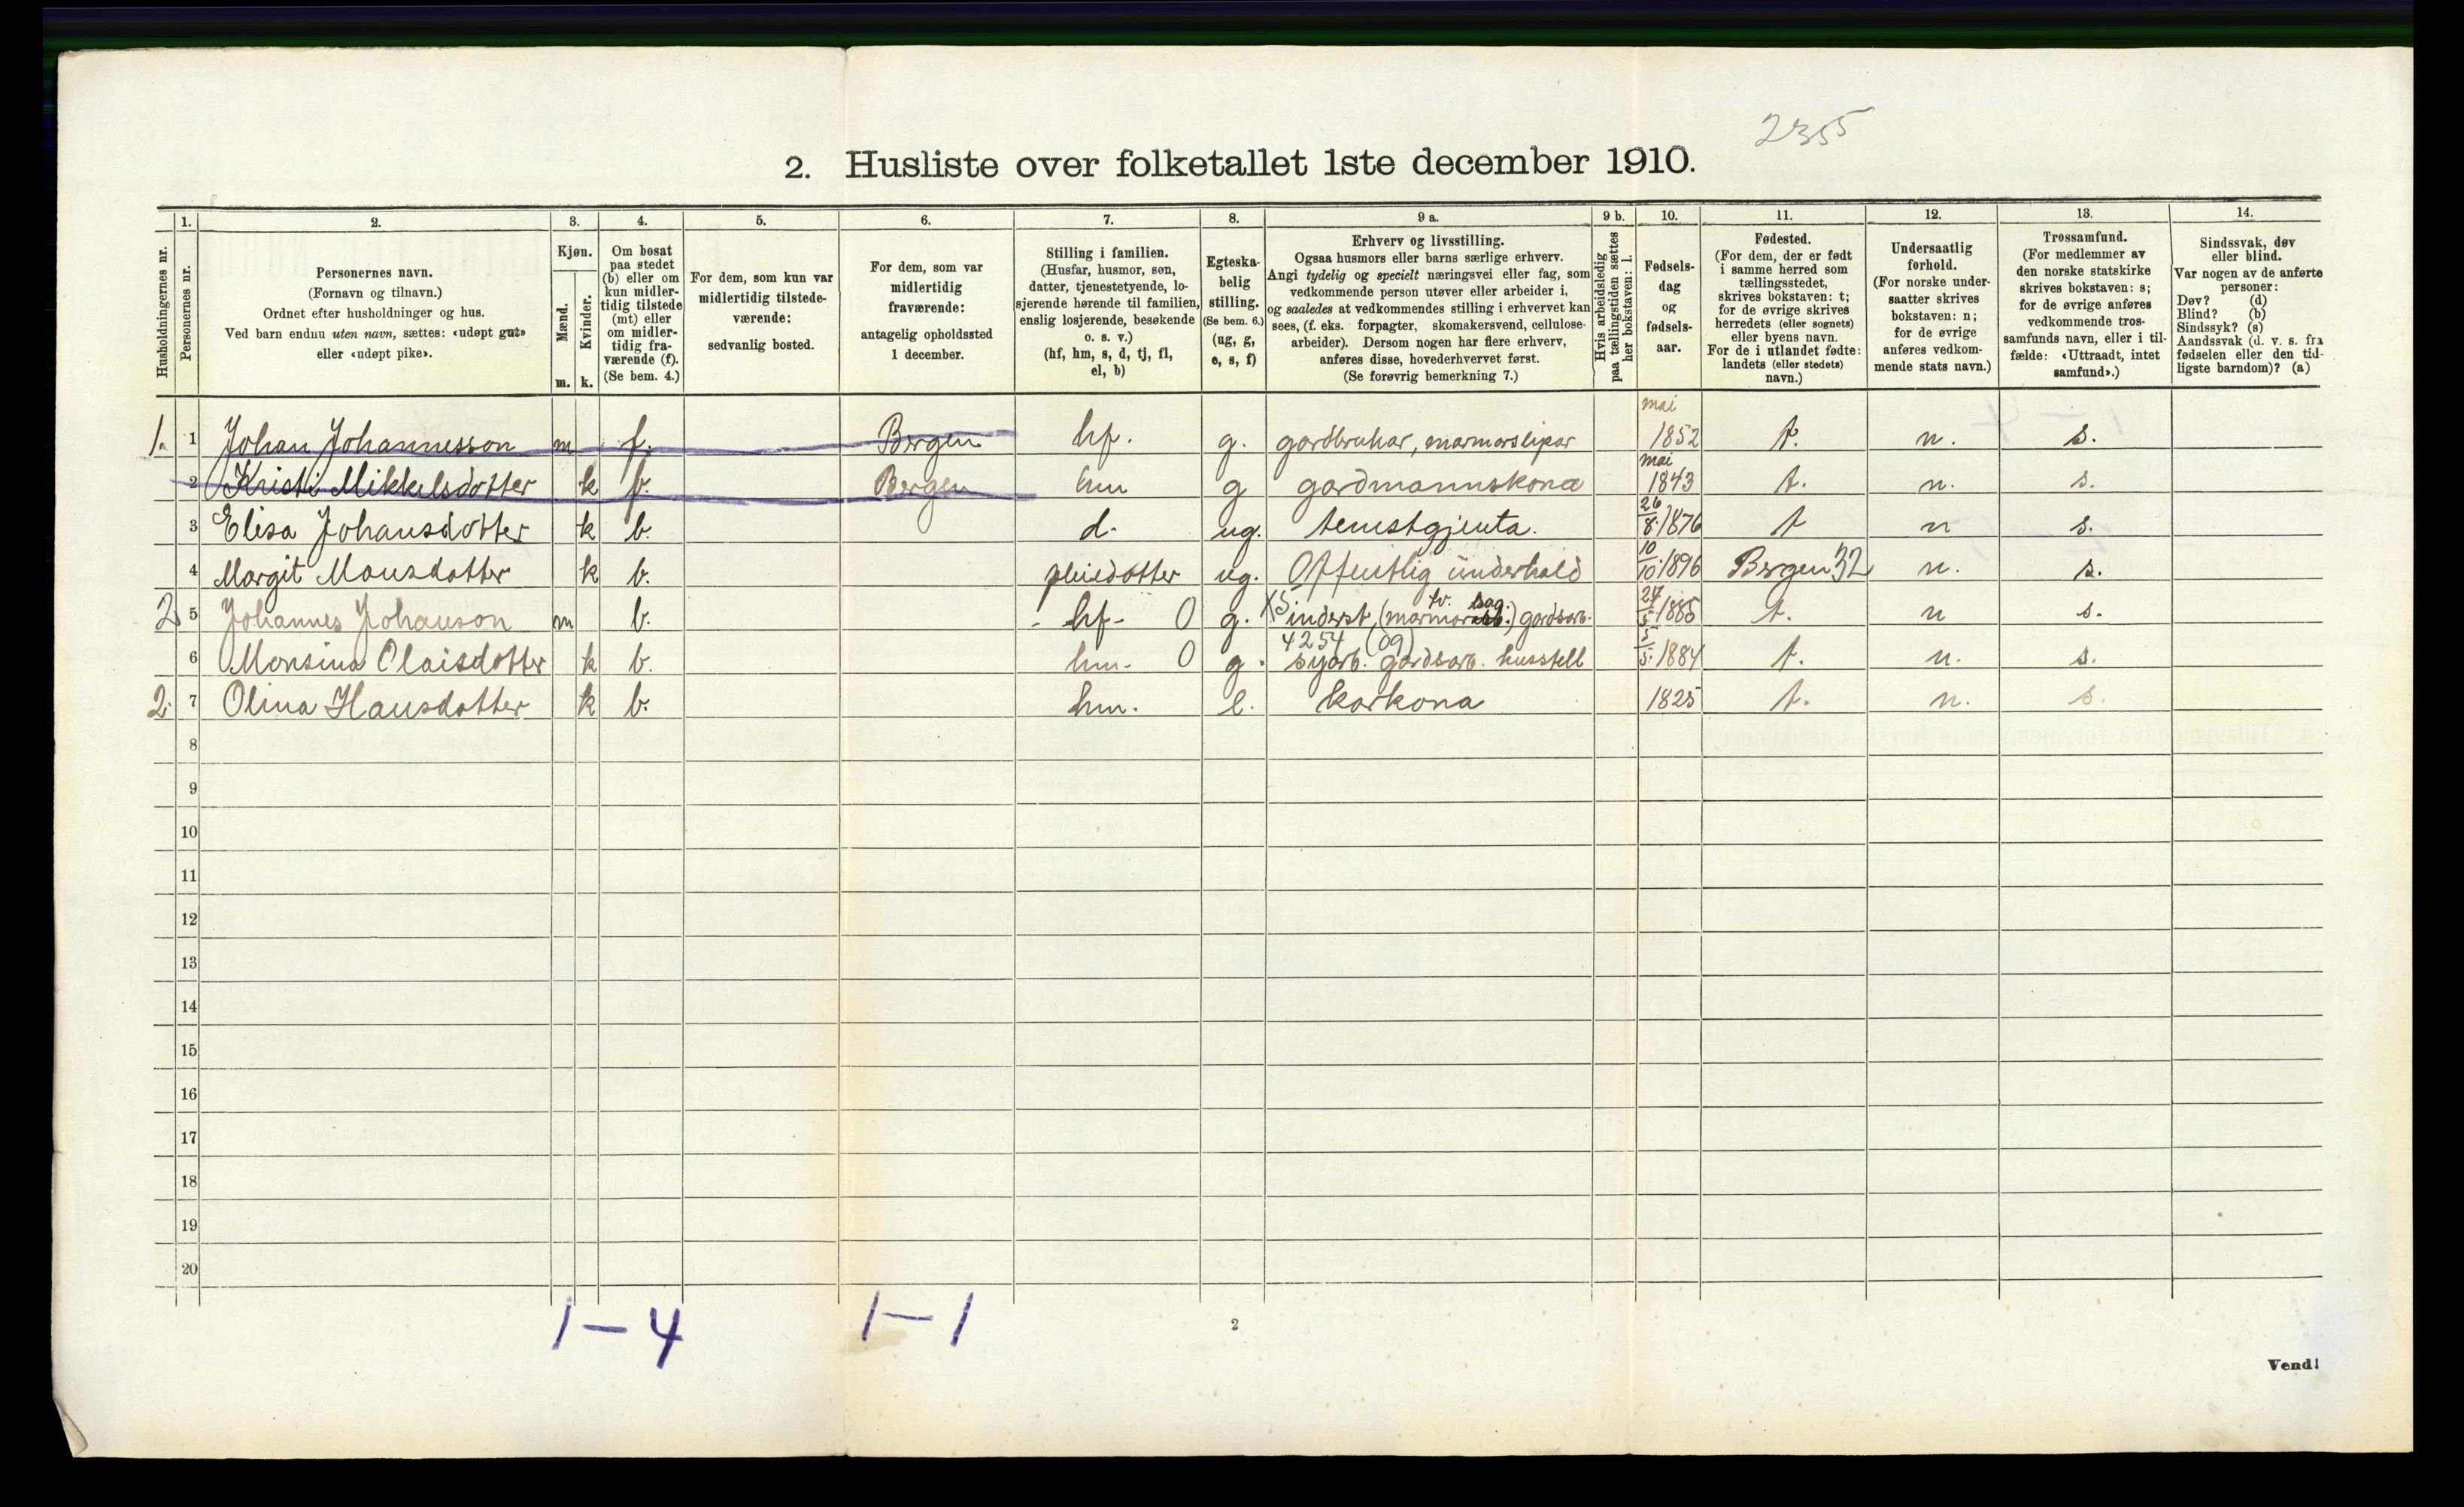 2355
2. Husliste over folketallet 1ste december 1910.
Husholdningernes nr.
1. Personernes nr.
2. Personernes navn. (Fornavn og tilnavn.) Ordnet efter husholdninger og hus. Ved barn endnu uten navn, sættes: «udøpt gut» eller «udøpt pike».
3. Kjøn. Mænd. m. Kvinder. k.
4. Om bosat paa stedet (b) eller om kun midlertidig tilstede (mt) eller om midlertidig fraværende (f). (Se bem. 4.)
5. For dem, som kun var midlertidig tilstedeværende: sedvanlig bosted.
6. For dem, som var midlertidig fraværende: antagelig opholdssted 1 december.
7. Stilling i familien. (Husfar, husmor, søn, datter, tjenestetyende, losjerende hørende til familien, enslig losjerende, besøkende o. s. v.) (hf, hm, s, d, tj, fl, el, b)
8. Egteskabelig stilling. (Se bem. 6.) (ug, g, e, s, f)
9 a. Erhverv og livsstilling. Ogsaa husmors eller barns særlige erhverv. Angi tydelig og specielt næringsvei eller fag, som vedkommende person utøver eller arbeider i, og saaledes at vedkommendes stilling i erhvervet kan sees, (f. eks. forpagter, skomakersvend, cellulosearbeider). Dersom nogen har flere erhverv, anføres disse, hovederhvervet først. (Se forøvrig bemerkning 7.)
9 b. Hvis arbeidsledig paa tællingstiden sættes her bokstaven: l.
10. Fødselsdag og fødselsaar.
11. Fødested. (For dem, der er født i samme herred som tællingsstedet, skrives bokstaven: t; for de øvrige skrives herredets (eller sognets) eller byens navn. For de i utlandet fødte: landets (eller stedets) navn.)
12. Undersaatlig forhold. (For norske undersaatter skrives bokstaven: n; for de øvrige anføres vedkommende stats navn.)
13. Trossamfund. (For medlemmer av den norske statskirke skrives bokstaven: s; for de øvrige anføres vedkommende trossamfunds navn, eller i tilfælde: «Uttraadt, intet samfund».)
14. Sindssvak, døv eller blind. Var nogen av de anførte personer: Døv? (d) Blind? (b) Sindssyk? (s) Aandssvak (d. v. s. fra fødselen eller den tidligste barndom)? (a)
1. 1 Johan Johannesson m f. Bergen hf. g. gardbrukar, marmorslipar mai 1852 t. n. s.
2 Kristi Mikkelsdotter k f. Bergen hm g gardmannskona mai 1843 t. n. s.
3 Elisa Johansdotter k b. d. ug. tenestgjenta. 26/8 1876 t n s.
4 Margit Monsdotter k b. pleiedotter ug. Offentlig underhald 10/10 1896 Bergen 32 n. s.
2 5 Johannes Johanson m b. - hf - 0 g. inderst, (marmor sag.) gardsarb. 27/5 1885 t. n s.
6 Monsina Olaisdotter k b. hm. 0 g. 4254 (09) syarb. gardsarb. husstell 5/5 1884 t. n. s.
2. 7 Olina Hansdotter k b. hm. e. karkona 1825 t. n. s.
8
9
10
11
12
13
14
15
16
17
18
19
20
1 – 4 1 – 1
2
Vend!